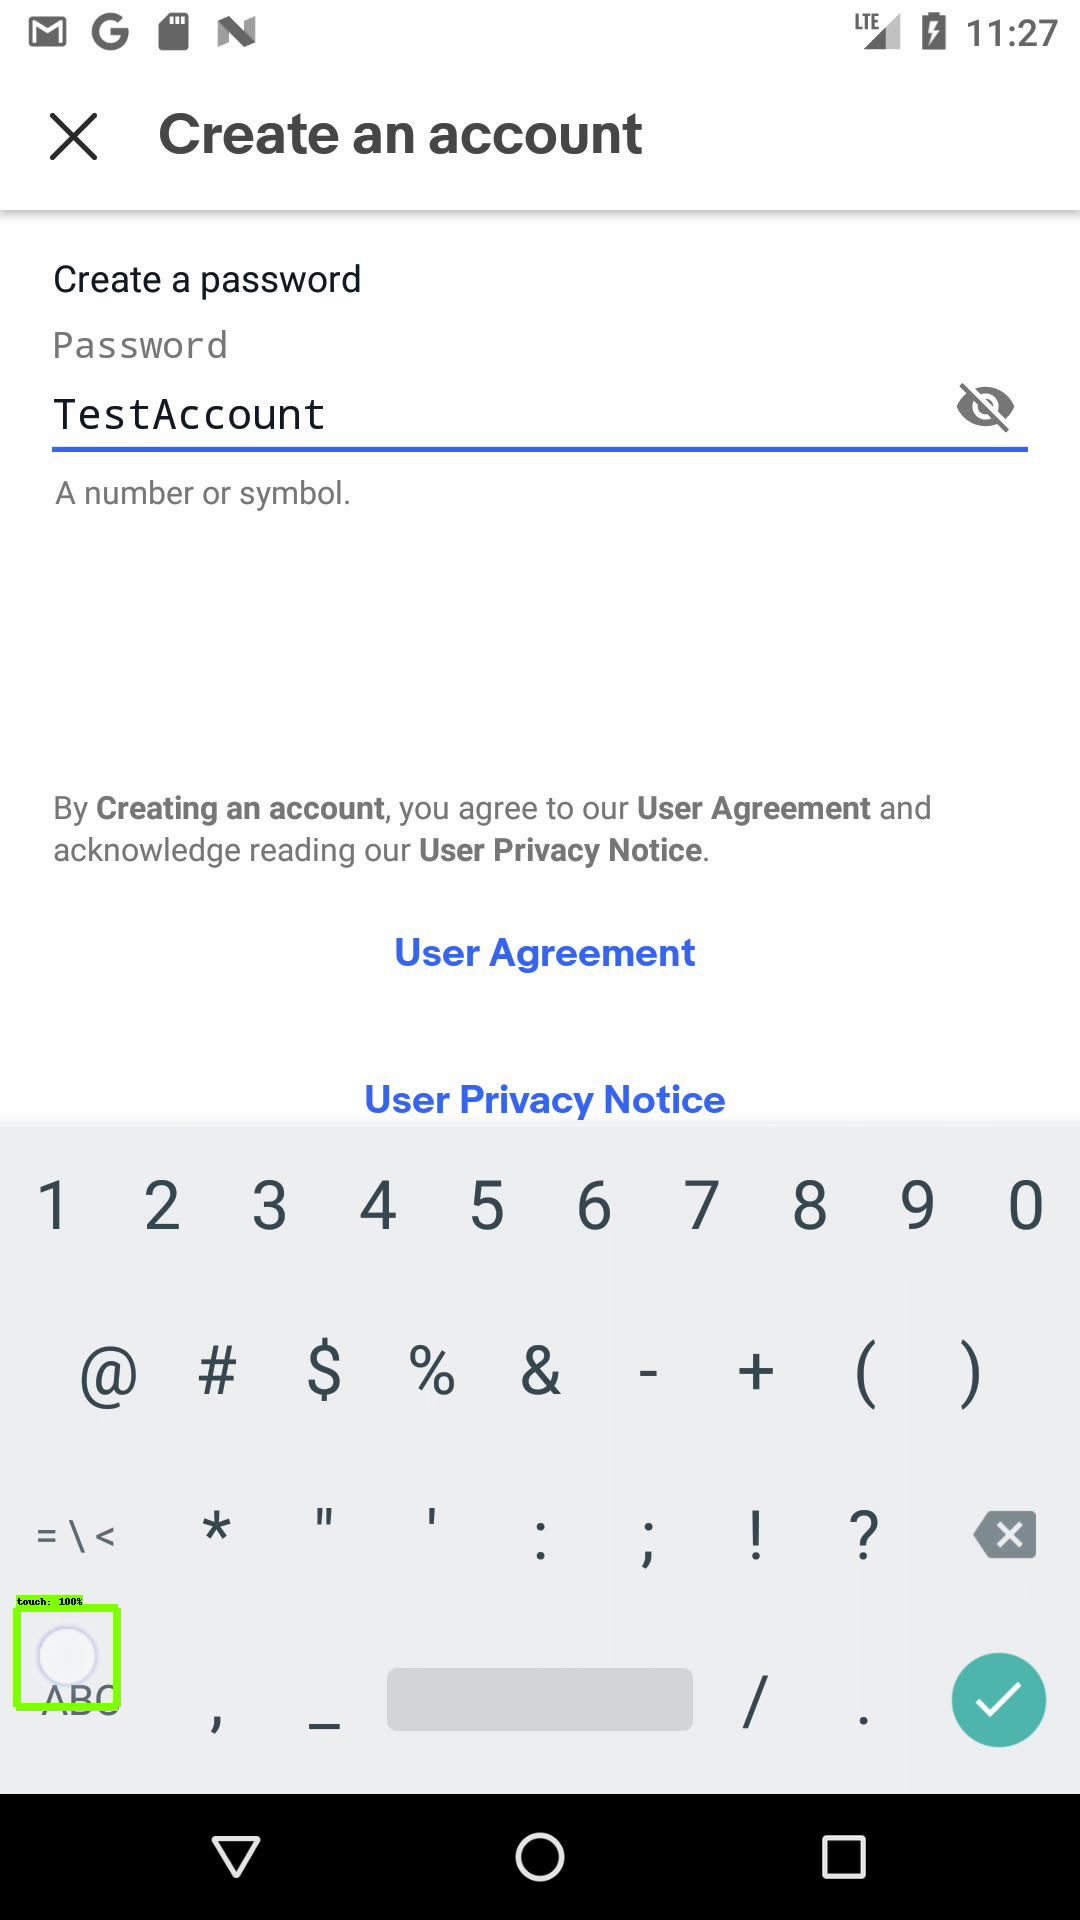 LTE 11:27
Create an account
Create a password
Password
TestAccount
A number or symbol.
By Creating an account, you agree to our User Agreement and
acknowledge reading our User Privacy Notice.
User Agreement
User Privacy Notice
1 2 3 4 5 6 7 8 9 0
@ # $ % & - + ( )
= \ < * " ' : ; ! ?
touch: 100%
ABC , _ / .